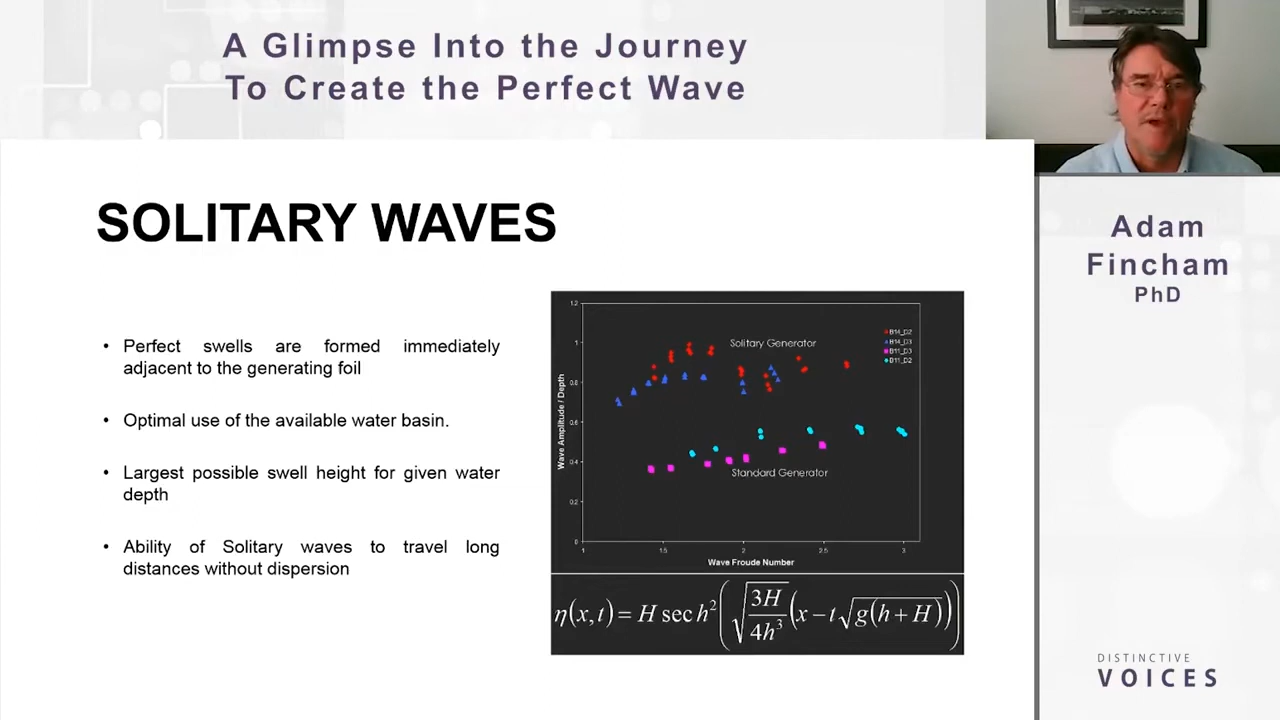 A Glimpse Into the Journey
To Create the Perfect Wave
Adam
Fincham
PhD
SOLITARY WAVES
• Perfect swells are formed immediately
adjacent to the generating foil
• Optimal use of the available water basin.
• Largest possible swell height for given water
depth
• Ability of Solitary waves to travel long
distances without dispersion
Wave Amplitude / Depth
1.2
1
0.8
0.6
0.4
0.2
0
Solitary Generator
B14_D2
B14_D3
B11_D3
B11_D2
Standard Generator
1 1.5 2 2.5 3
Wave Froude Number
η(x,t) = H sec h²(√(3H/4h³)(x − t√g(h + H)))
DISTINCTIVE
VOICES